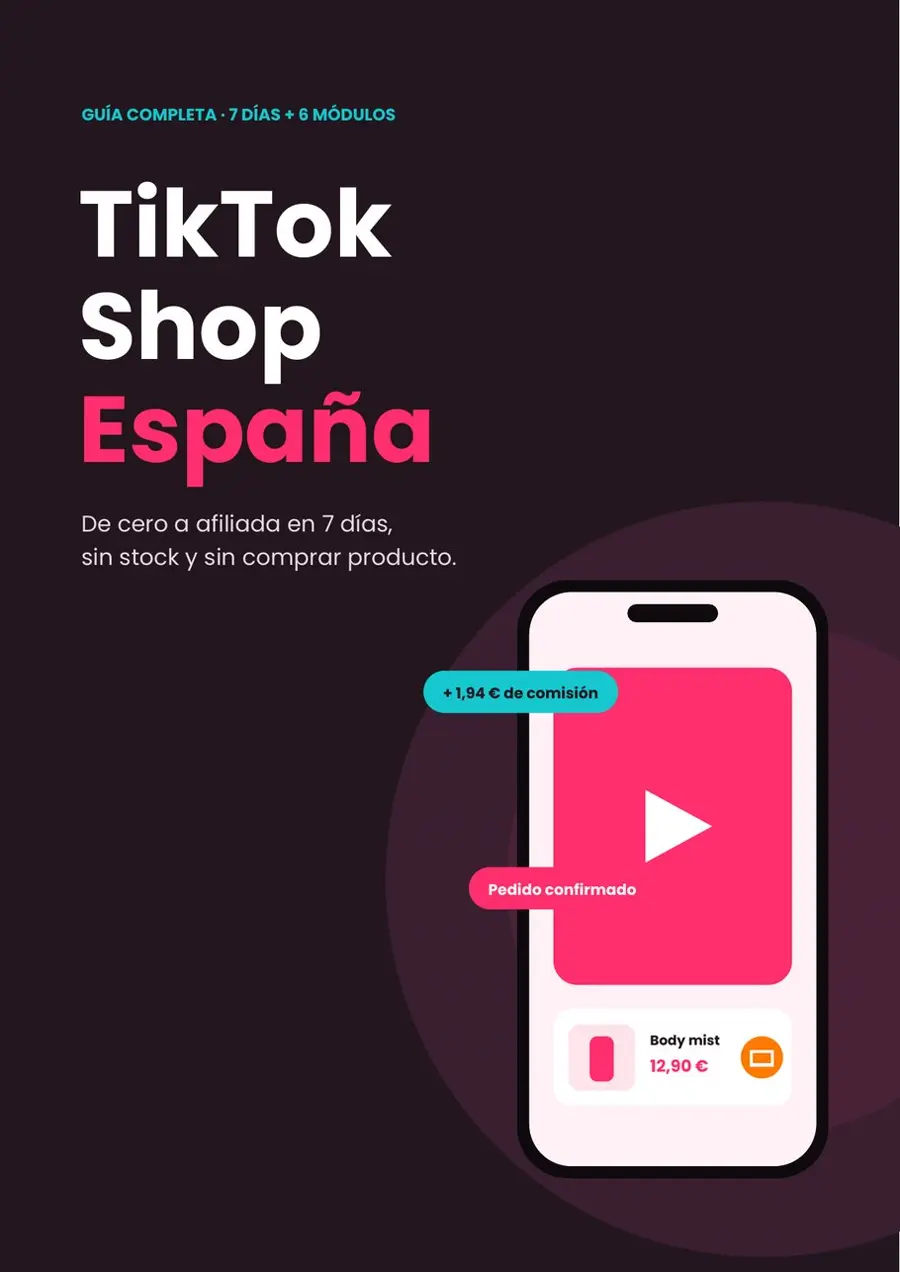 GUÍA COMPLETA · 7 DÍAS + 6 MÓDULOS
TikTok
Shop
España
De cero a afiliada en 7 días,
sin stock y sin comprar producto.
+ 1,94 € de comisión
Pedido confirmado
Body mist
12,90 €